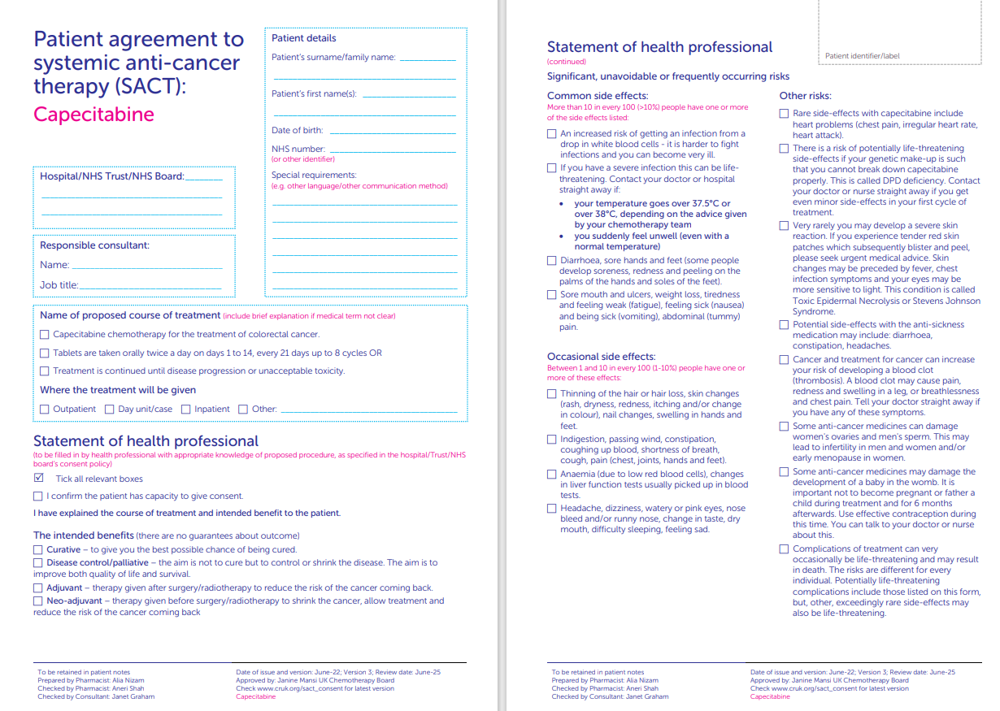 Patient agreement to
systemic anti-cancer
therapy (SACT):
Capecitabine
Hospital/NHS Trust/NHS Board:
Responsible consultant:
Name:
Job title:
Patient details
Patient's surname/family name:
Patient's first name(s):
Date of birth:
NHS number:
(or other identifier)
Special requirements:
(e.g. other language/other communication method)
Name of proposed course of treatment (include brief explanation if medical term not clear)
Capecitabine chemotherapy for the treatment of colorectal cancer.
Tablets are taken orally twice a day on days 1 to 14, every 21 days up to 8 cycles OR
Treatment is continued until disease progression or unacceptable toxicity.
Where the treatment will be given
Outpatient Day unit/case Inpatient Other:
Statement of health professional
(to be filled in by health professional with appropriate knowledge of proposed procedure, as specified in the hospital/Trust/NHS
board's consent policy)
Tick all relevant boxes
I confirm the patient has capacity to give consent.
I have explained the course of treatment and intended benefit to the patient.
The intended benefits (there are no guarantees about outcome)
Curative – to give you the best possible chance of being cured.
Disease control/palliative – the aim is not to cure but to control or shrink the disease. The aim is to
improve both quality of life and survival.
Adjuvant – therapy given after surgery/radiotherapy to reduce the risk of the cancer coming back.
Neo-adjuvant – therapy given before surgery/radiotherapy to shrink the cancer, allow treatment and
reduce the risk of the cancer coming back
To be retained in patient notes
Prepared by Pharmacist: Alia Nizam
Checked by Pharmacist: Aneri Shah
Checked by Consultant: Janet Graham
Date of issue and version: June-22; Version 3; Review date: June-25
Approved by: Janine Mansi UK Chemotherapy Board
Check www.cruk.org/sact_consent for latest version
Capecitabine
Patient identifier/label
Statement of health professional
(continued)
Significant, unavoidable or frequently occurring risks
Common side effects:
More than 10 in every 100 (>10%) people have one or more
of the side effects listed:
An increased risk of getting an infection from a
drop in white blood cells - it is harder to fight
infections and you can become very ill.
If you have a severe infection this can be life-
threatening. Contact your doctor or hospital
straight away if:
• your temperature goes over 37.5°C or
over 38°C, depending on the advice given
by your chemotherapy team
• you suddenly feel unwell (even with a
normal temperature)
Diarrhoea, sore hands and feet (some people
develop soreness, redness and peeling on the
palms of the hands and soles of the feet).
Sore mouth and ulcers, weight loss, tiredness
and feeling weak (fatigue), feeling sick (nausea)
and being sick (vomiting), abdominal (tummy)
pain.
Occasional side effects:
Between 1 and 10 in every 100 (1-10%) people have one or
more of these effects:
Thinning of the hair or hair loss, skin changes
(rash, dryness, redness, itching and/or change
in colour), nail changes, swelling in hands and
feet.
Indigestion, passing wind, constipation,
coughing up blood, shortness of breath,
cough, pain (chest, joints, hands and feet).
Anaemia (due to low red blood cells), changes
in liver function tests usually picked up in blood
tests.
Headache, dizziness, watery or pink eyes, nose
bleed and/or runny nose, change in taste, dry
mouth, difficulty sleeping, feeling sad.
Other risks:
Rare side-effects with capecitabine include
heart problems (chest pain, irregular heart rate,
heart attack).
There is a risk of potentially life-threatening
side-effects if your genetic make-up is such
that you cannot break down capecitabine
properly. This is called DPD deficiency. Contact
your doctor or nurse straight away if you get
even minor side-effects in your first cycle of
treatment.
Very rarely you may develop a severe skin
reaction. If you experience tender red skin
patches which subsequently blister and peel,
please seek urgent medical advice. Skin
changes may be preceded by fever, chest
infection symptoms and your eyes may be
more sensitive to light. This condition is called
Toxic Epidermal Necrolysis or Stevens Johnson
Syndrome.
Potential side-effects with the anti-sickness
medication may include: diarrhoea,
constipation, headaches.
Cancer and treatment for cancer can increase
your risk of developing a blood clot
(thrombosis). A blood clot may cause pain,
redness and swelling in a leg, or breathlessness
and chest pain. Tell your doctor straight away if
you have any of these symptoms.
Some anti-cancer medicines can damage
women's ovaries and men's sperm. This may
lead to infertility in men and women and/or
early menopause in women.
Some anti-cancer medicines may damage the
development of a baby in the womb. It is
important not to become pregnant or father a
child during treatment and for 6 months
afterwards. Use effective contraception during
this time. You can talk to your doctor or nurse
about this.
Complications of treatment can very
occasionally be life-threatening and may result
in death. The risks are different for every
individual. Potentially life-threatening
complications include those listed on this form,
but, other, exceedingly rare side-effects may
also be life-threatening.
To be retained in patient notes
Prepared by Pharmacist: Alia Nizam
Checked by Pharmacist: Aneri Shah
Checked by Consultant: Janet Graham
Date of issue and version: June-22; Version 3; Review date: June-25
Approved by: Janine Mansi UK Chemotherapy Board
Check www.cruk.org/sact_consent for latest version
Capecitabine